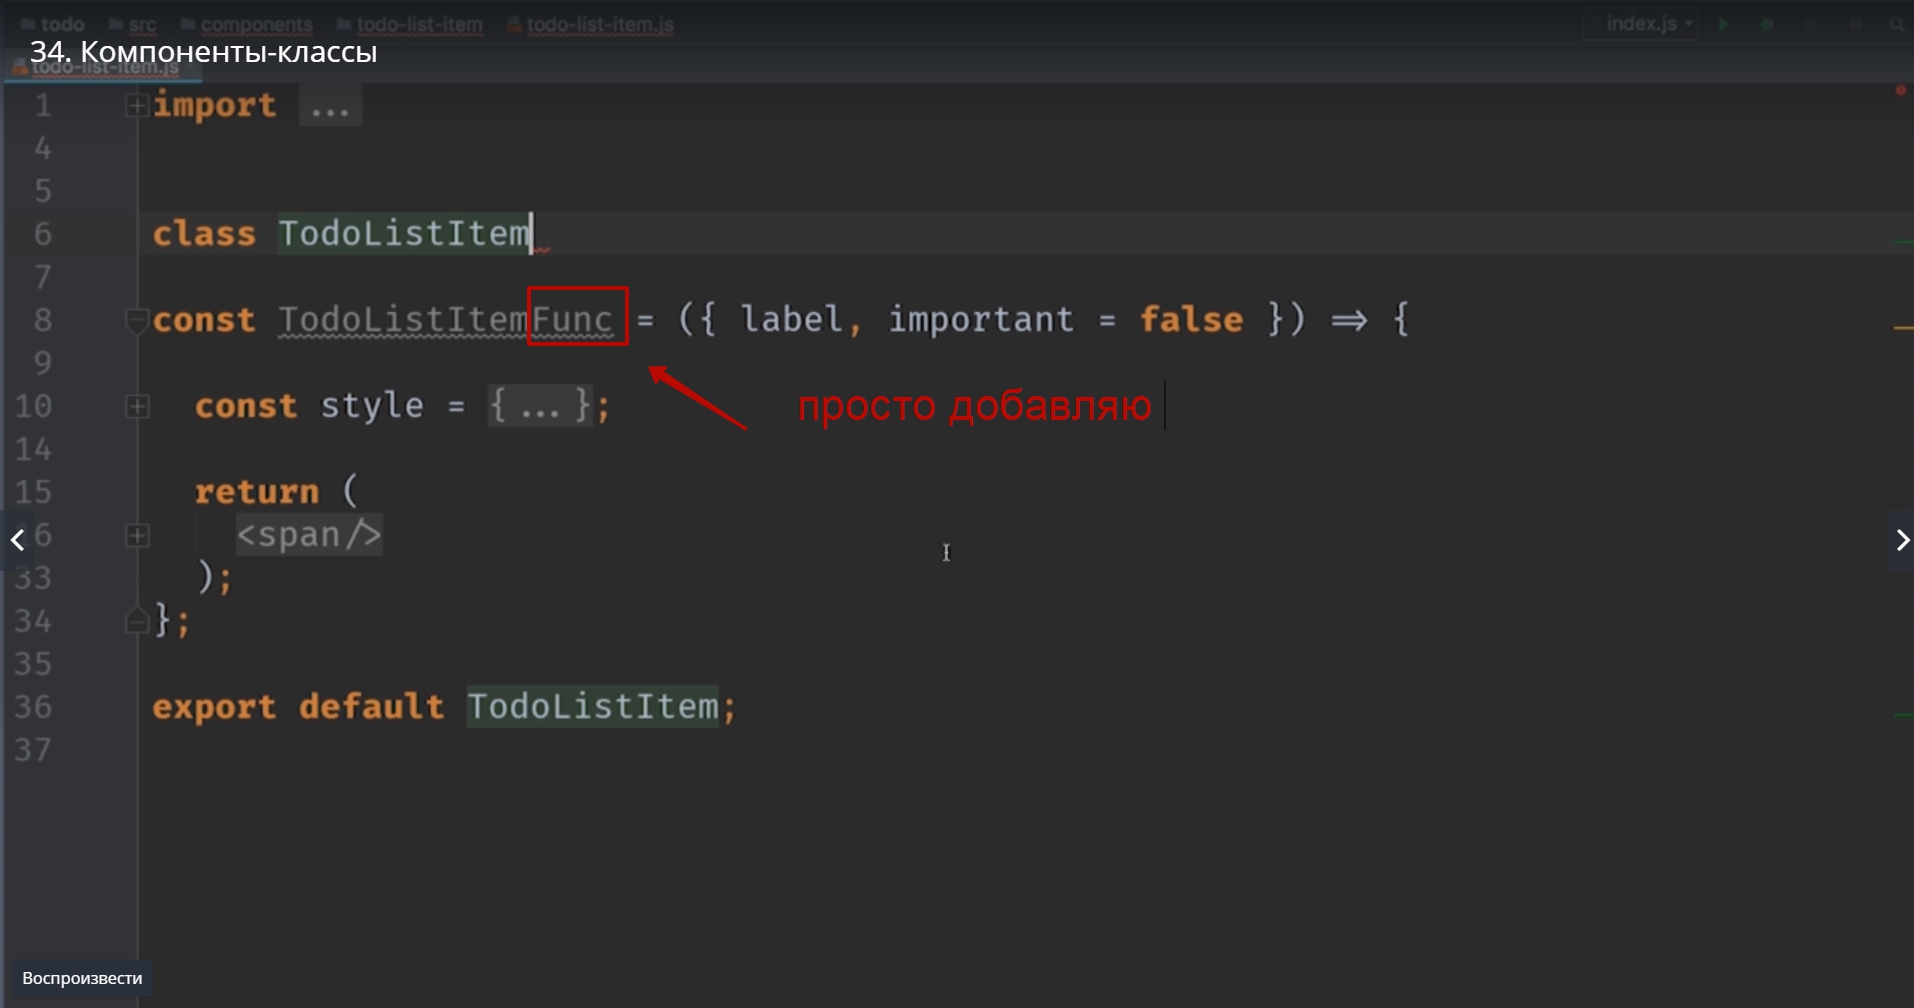 todo src components todo-list-item todo-list-item.js index.js
34. Компоненты-классы
todo-list-item.js
1 import ...
4
5
6 class TodoListItem
7
8 const TodoListItemFunc = ({ label, important = false }) => {
9
10 const style = {...};
просто добавляю
14
15 return (
16 <span/>
33 );
34 };
35
36 export default TodoListItem;
37
Воспроизвести